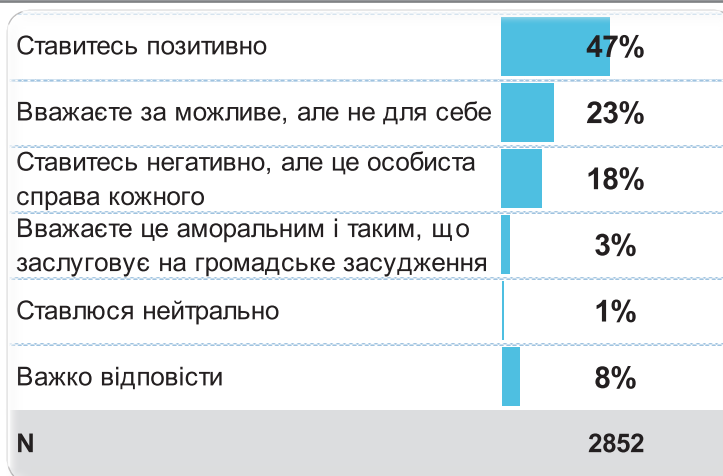 Ставитесь позитивно 47%
Вважаєте за можливе, але не для себе 23%
Ставитесь негативно, але це особиста
справа кожного 18%
Вважаєте це аморальним і таким, що
заслуговує на громадське засудження 3%
Ставлюся нейтрально 1%
Важко відповісти 8%
N 2852